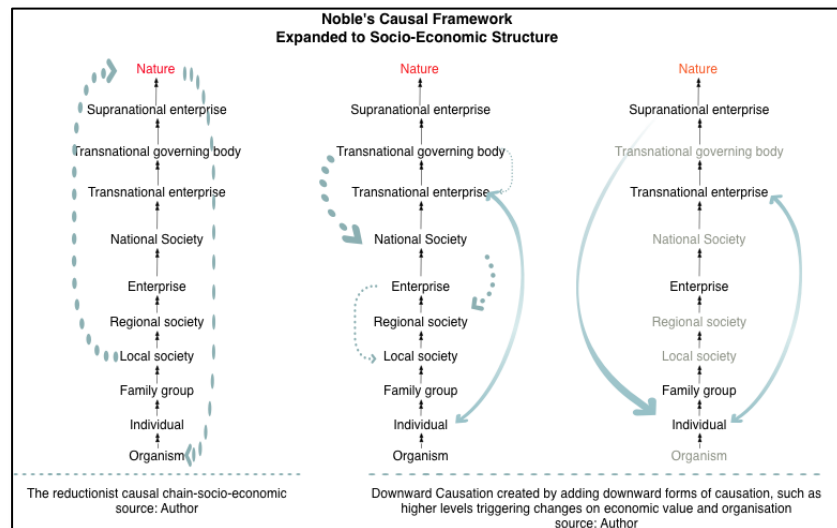 Noble's Causal Framework
Expanded to Socio-Economic Structure
Nature
Supranational enterprise
Transnational governing body
Transnational enterprise
National Society
Enterprise
Regional society
Local society
Family group
Individual
Organism
The reductionist causal chain-socio-economic
source: Author
Nature
Supranational enterprise
Transnational governing body
Transnational enterprise
National Society
Enterprise
Regional society
Local society
Family group
Individual
Organism
Nature
Supranational enterprise
Transnational governing body
Transnational enterprise
National Society
Enterprise
Regional society
Local society
Family group
Individual
Organism
Downward Causation created by adding downward forms of causation, such as
higher levels triggering changes on economic value and organisation
source: Author